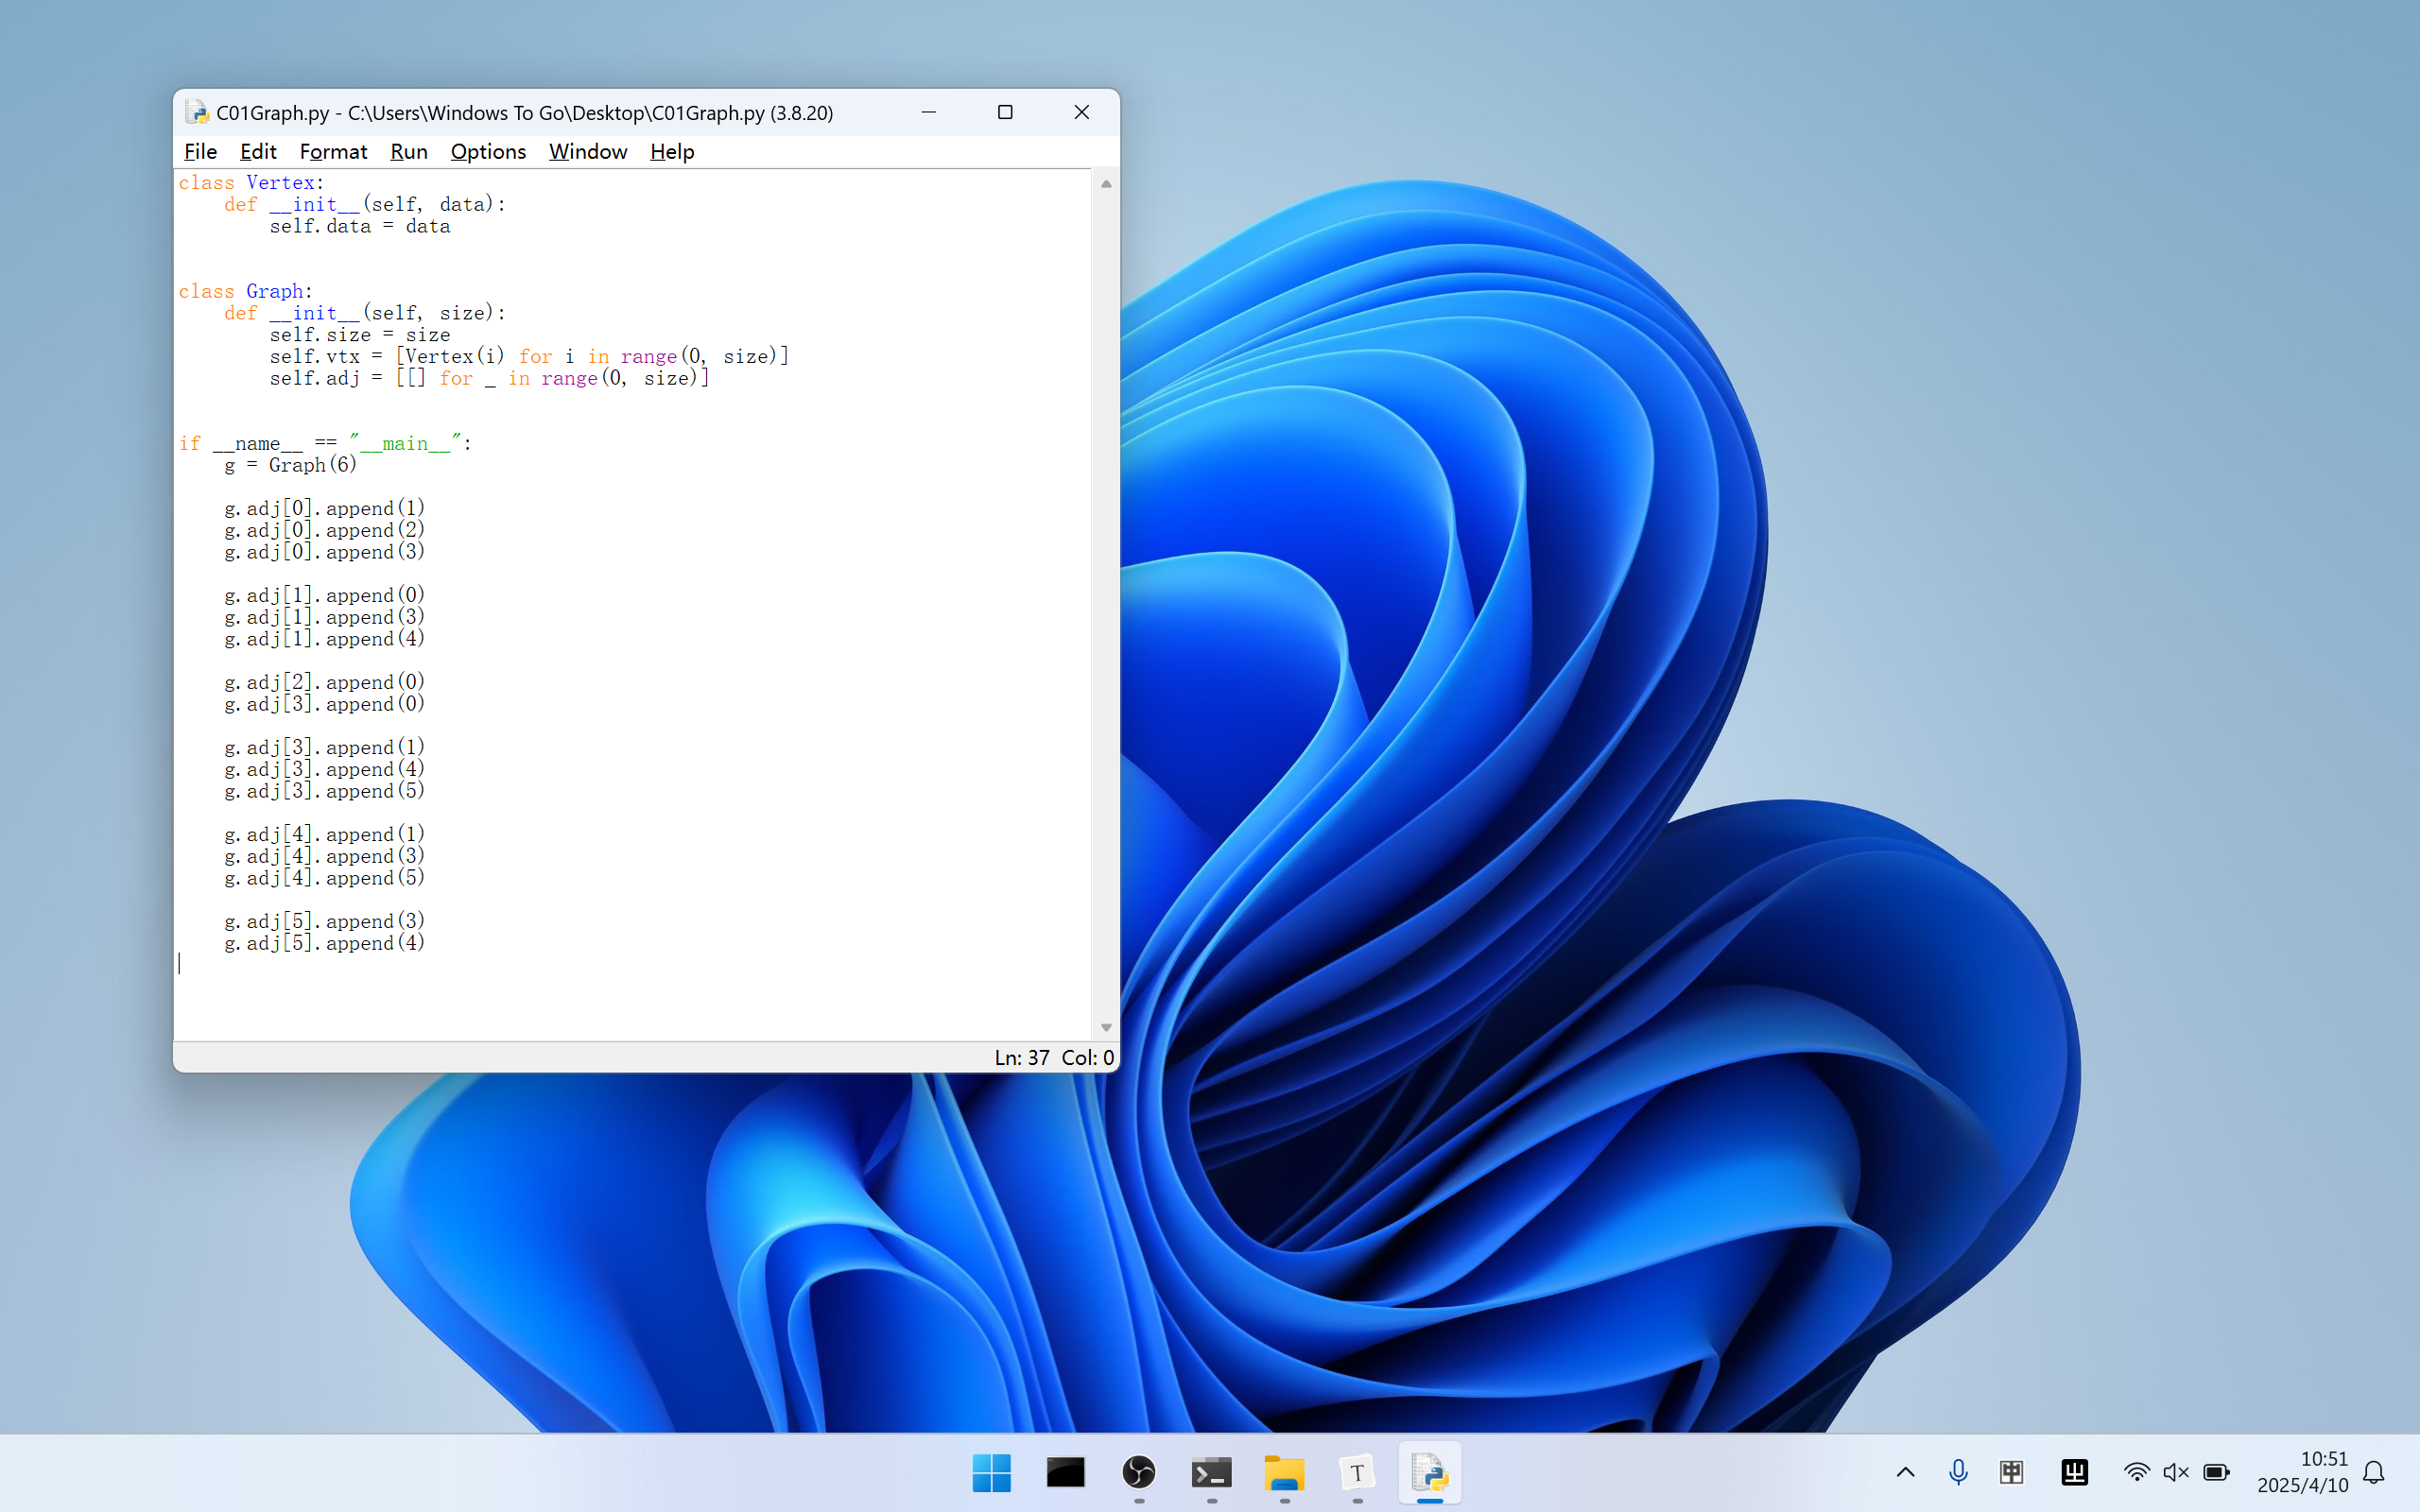 C01Graph.py - C:\Users\Windows To Go\Desktop\C01Graph.py (3.8.20)
File Edit Format Run Options Window Help
class Vertex:
    def __init__(self, data):
        self.data = data
class Graph:
    def __init__(self, size):
        self.size = size
        self.vtx = [Vertex(i) for i in range(0, size)]
        self.adj = [[] for _ in range(0, size)]
if __name__ == "__main__":
    g = Graph(6)
    g.adj[0].append(1)
    g.adj[0].append(2)
    g.adj[0].append(3)
    g.adj[1].append(0)
    g.adj[1].append(3)
    g.adj[1].append(4)
    g.adj[2].append(0)
    g.adj[3].append(0)
    g.adj[3].append(1)
    g.adj[3].append(4)
    g.adj[3].append(5)
    g.adj[4].append(1)
    g.adj[4].append(3)
    g.adj[4].append(5)
    g.adj[5].append(3)
    g.adj[5].append(4)
Ln: 37 Col: 0
T
10:51
2025/4/10